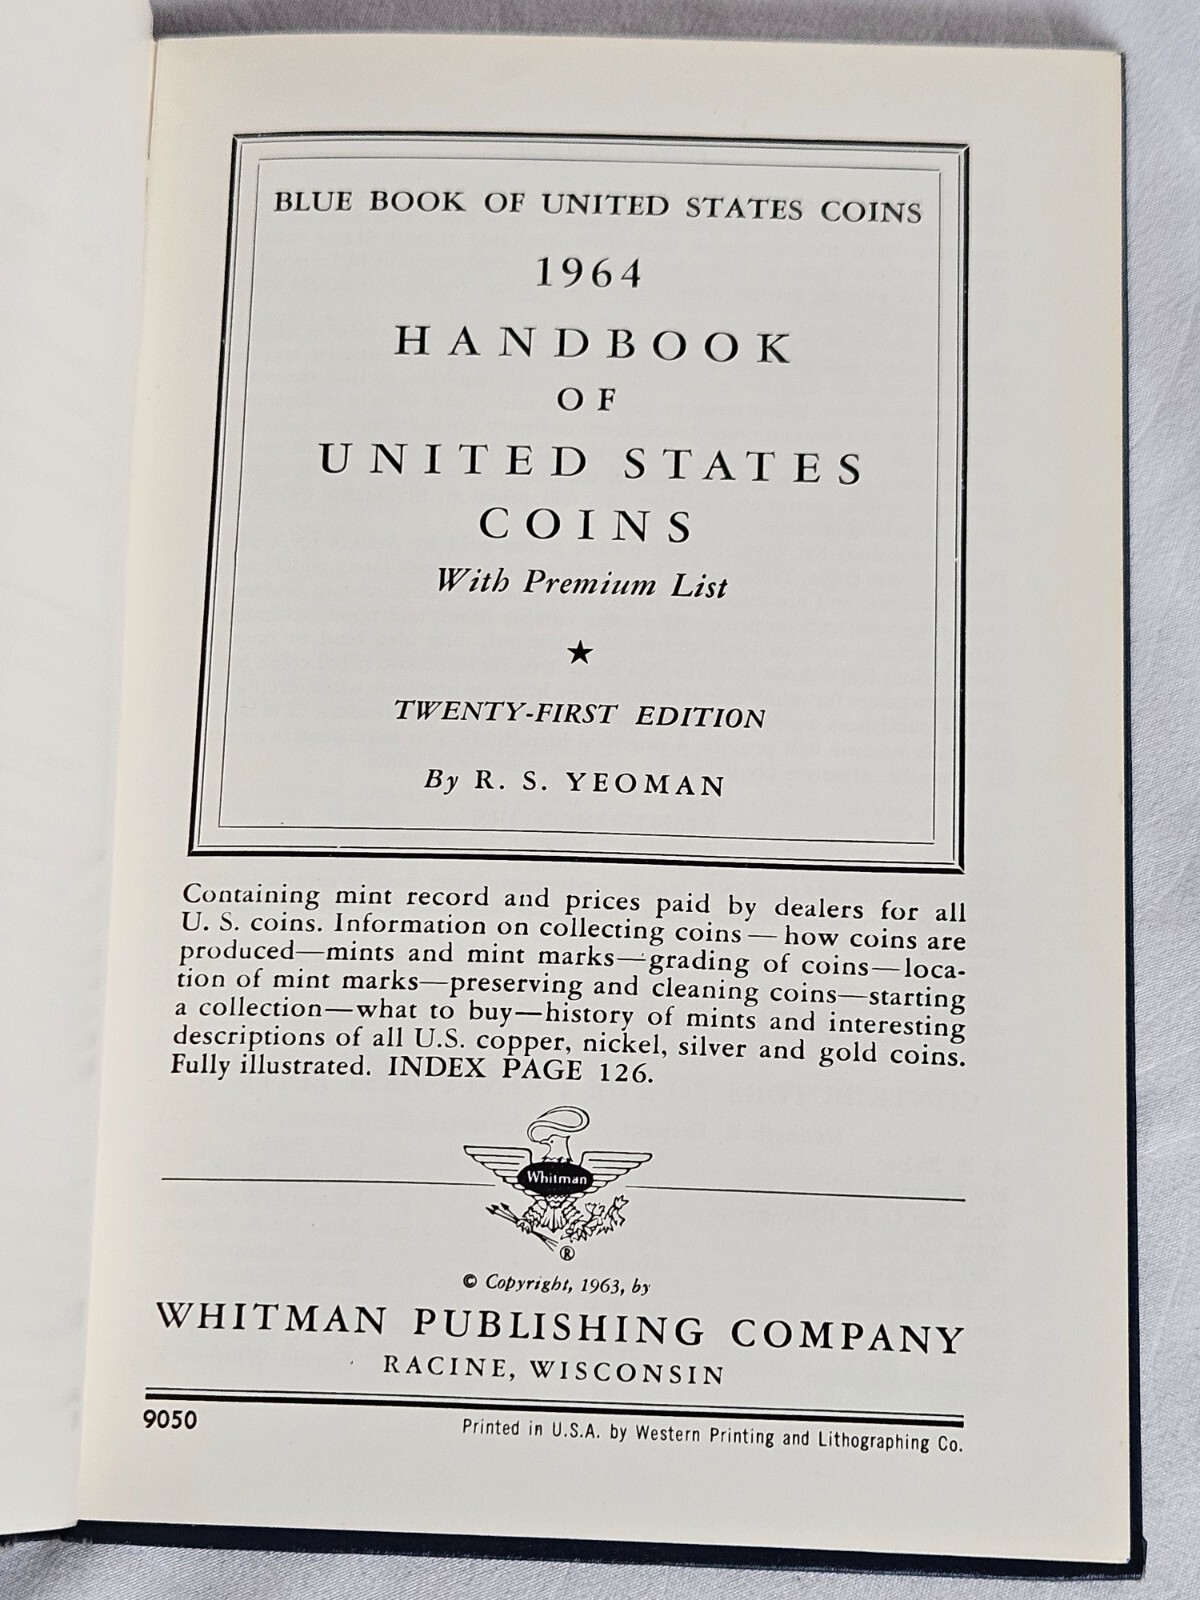 BLUE BOOK OF UNITED STATES COINS
1964
HANDBOOK
OF
UNITED STATES
COINS
With Premium List
★
TWENTY-FIRST EDITION
By R. S. YEOMAN
Containing mint record and prices paid by dealers for all
U. S. coins. Information on collecting coins — how coins are
produced—mints and mint marks—grading of coins—loca-
tion of mint marks—preserving and cleaning coins—starting
a collection—what to buy—history of mints and interesting
descriptions of all U.S. copper, nickel, silver and gold coins.
Fully illustrated. INDEX PAGE 126.
Whitman
®
© Copyright, 1963, by
WHITMAN PUBLISHING COMPANY
RACINE, WISCONSIN
9050
Printed in U.S.A. by Western Printing and Lithographing Co.